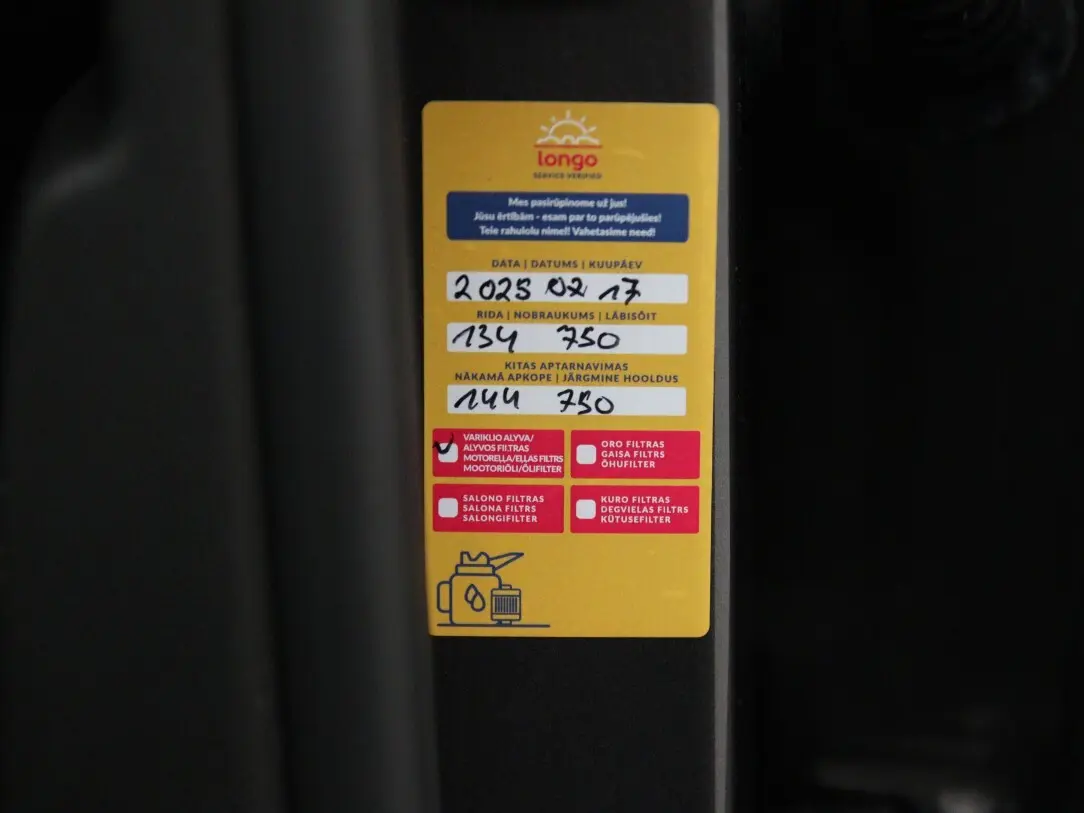 longo
SERVICE VERIFIED
Mes pasirūpinome už jus!
Jūsu ērtībām - esam par to parūpējušies!
Teie rahulolu nimel! Vahetasime need!
DATA | DATUMS | KUUPÄEV
2025 02 17
RIDA | NOBRAUKUMS | LÄBISÕIT
134 750
KITAS APTARNAVIMAS
NĀKAMĀ APKOPE | JÄRGMINE HOOLDUS
144 750
VARIKLIO ALYVA/
ALYVOS FILTRAS
MOTOREĻĻA/EĻĻAS FILTRS
MOOTORIÕLI/ÕLIFILTER
ORO FILTRAS
GAISA FILTRS
ÕHUFILTER
SALONO FILTRAS
SALONA FILTRS
SALONGIFILTER
KURO FILTRAS
DEGVIELAS FILTRS
KÜTUSEFILTER